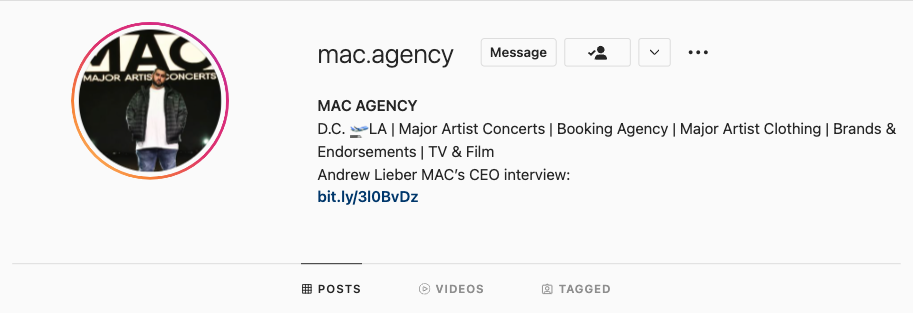 MAC
MAJOR ARTIST CONCERTS
mac.agency
Message
MAC AGENCY
D.C. 🛫LA | Major Artist Concerts | Booking Agency | Major Artist Clothing | Brands &
Endorsements | TV & Film
Andrew Lieber MAC's CEO interview:
bit.ly/3l0BvDz
POSTS
VIDEOS
TAGGED